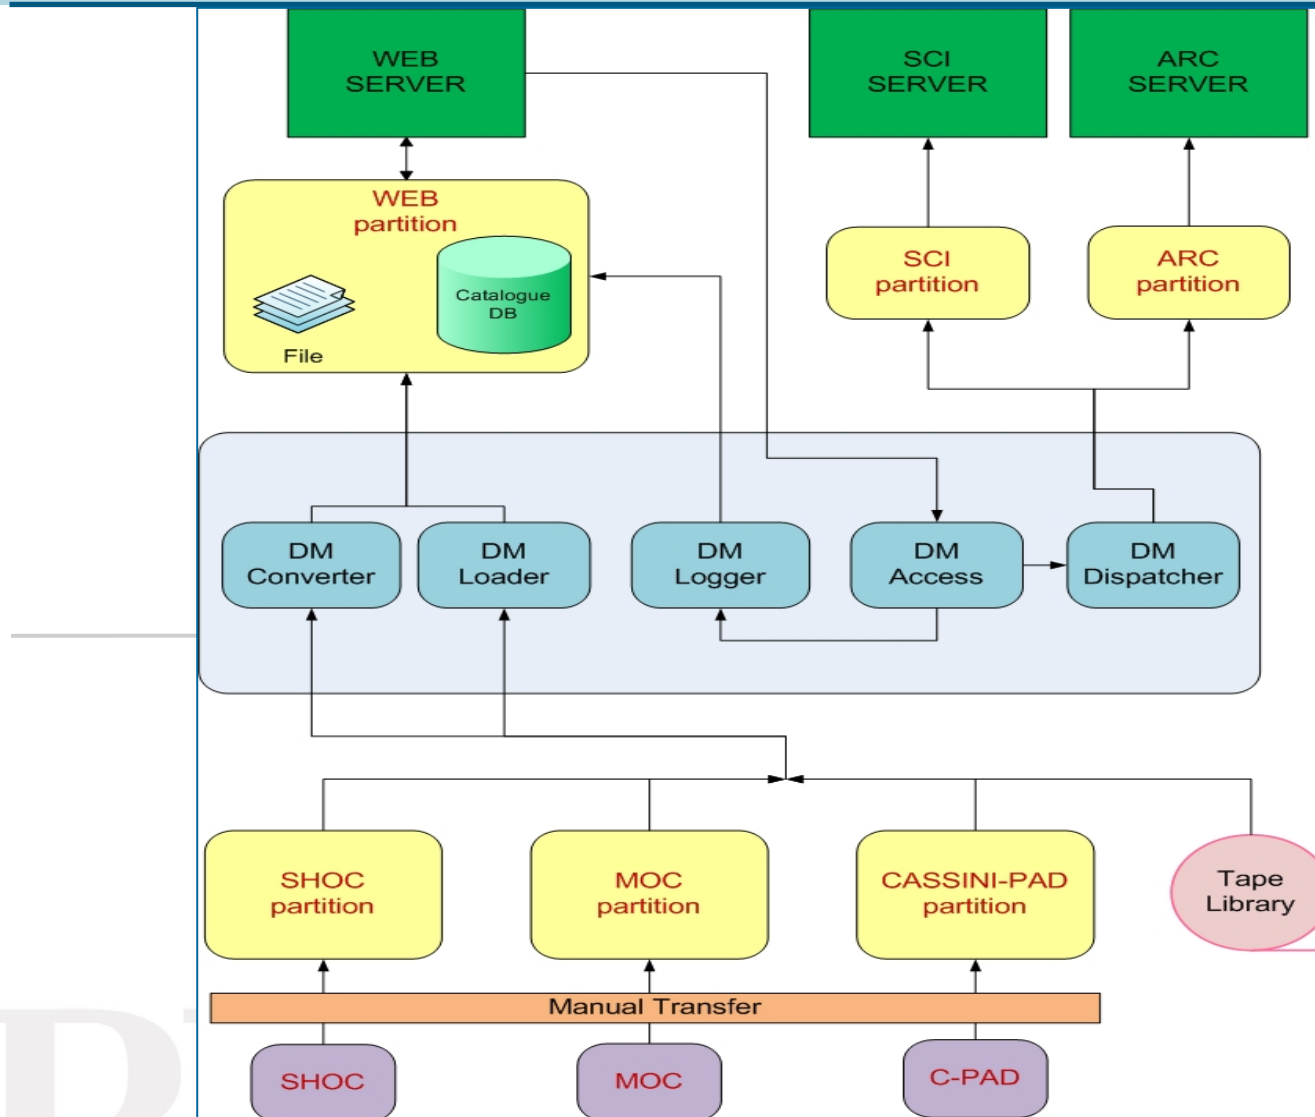 WEB
SERVER
SCI
SERVER
ARC
SERVER
WEB
partition
Catalogue
DB
File
SCI
partition
ARC
partition
DM
Converter
DM
Loader
DM
Logger
DM
Access
DM
Dispatcher
SHOC
partition
MOC
partition
CASSINI-PAD
partition
Tape
Library
Manual Transfer
SHOC
MOC
C-PAD